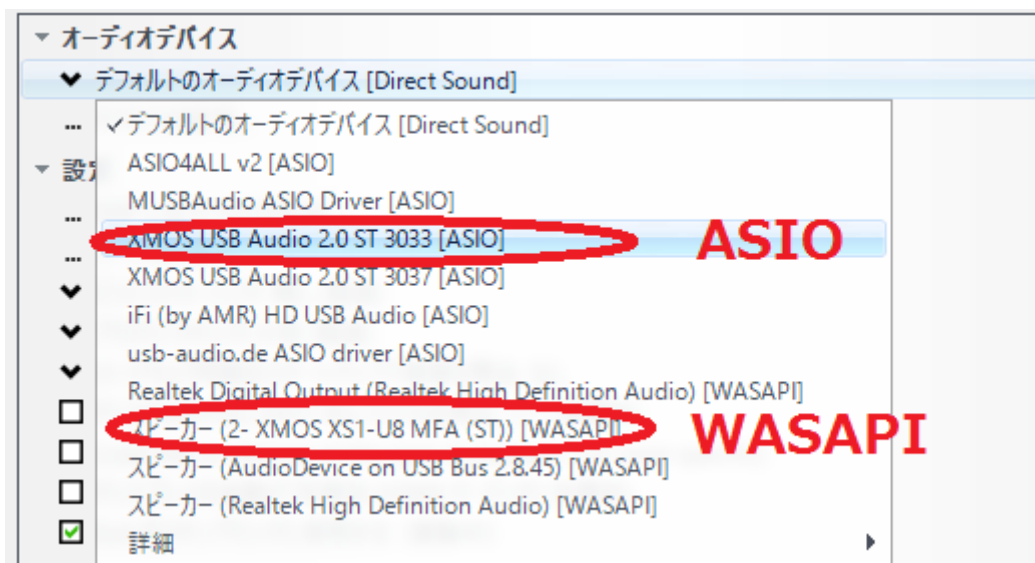 オーディオデバイス
デフォルトのオーディオデバイス [Direct Sound]
✓デフォルトのオーディオデバイス [Direct Sound]
設定
ASIO4ALL v2 [ASIO]
MUSBAudio ASIO Driver [ASIO]
XMOS USB Audio 2.0 ST 3033 [ASIO]
ASIO
XMOS USB Audio 2.0 ST 3037 [ASIO]
iFi (by AMR) HD USB Audio [ASIO]
usb-audio.de ASIO driver [ASIO]
Realtek Digital Output (Realtek High Definition Audio) [WASAPI]
スピーカー (2- XMOS XS1-U8 MFA (ST)) [WASAPI]
WASAPI
スピーカー (AudioDevice on USB Bus 2.8.45) [WASAPI]
スピーカー (Realtek High Definition Audio) [WASAPI]
詳細